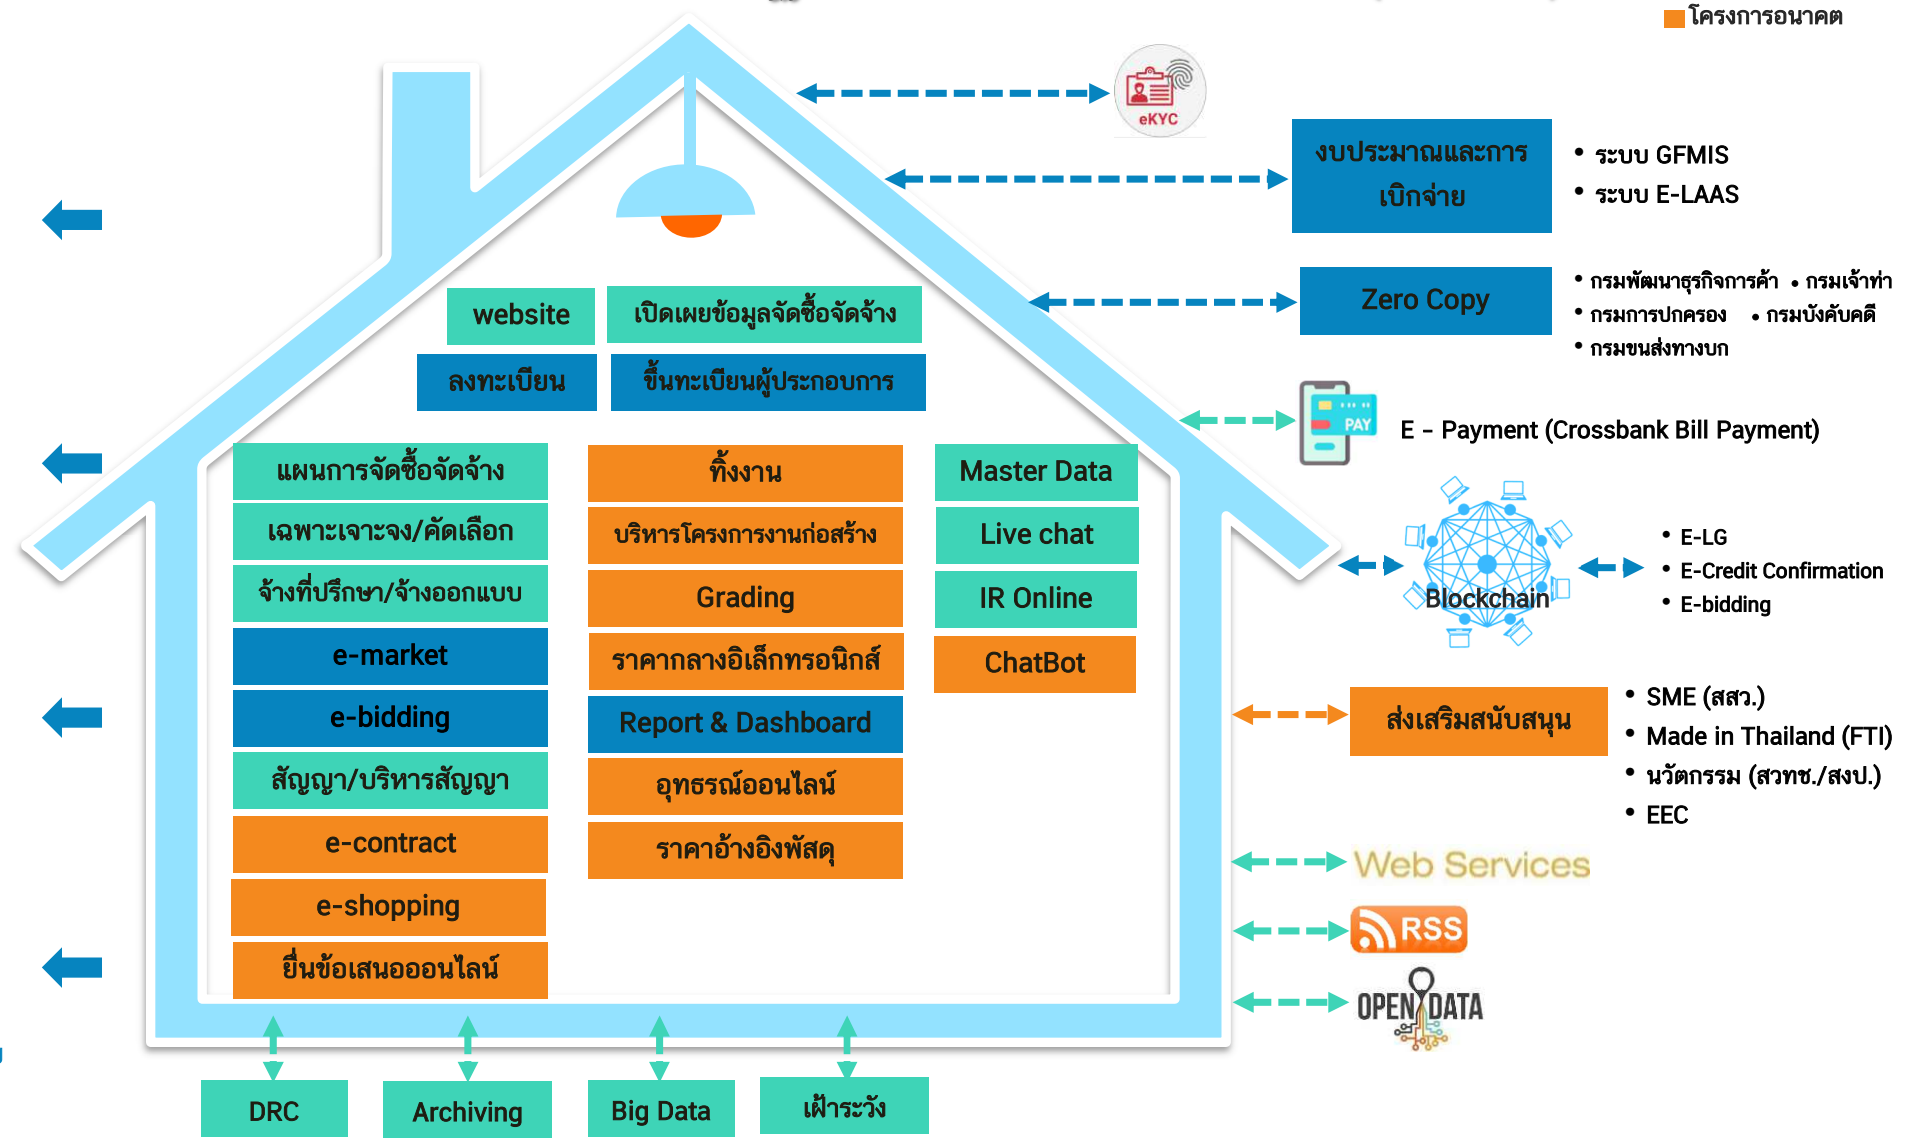 โครงการอนาคต
eKYC
งบประมาณและการ
เบิกจ่าย
• ระบบ GFMIS
• ระบบ E-LAAS
Zero Copy
• กรมพัฒนาธุรกิจการค้า • กรมเจ้าท่า
• กรมการปกครอง • กรมบังคับคดี
• กรมขนส่งทางบก
PAY
E - Payment (Crossbank Bill Payment)
Blockchain
• E-LG
• E-Credit Confirmation
• E-bidding
ส่งเสริมสนับสนุน
• SME (สสว.)
• Made in Thailand (FTI)
• นวัตกรรม (สวทช./สงป.)
• EEC
Web Services
RSS
OPEN DATA
website
เปิดเผยข้อมูลจัดซื้อจัดจ้าง
ลงทะเบียน
ขึ้นทะเบียนผู้ประกอบการ
แผนการจัดซื้อจัดจ้าง
เฉพาะเจาะจง/คัดเลือก
จ้างที่ปรึกษา/จ้างออกแบบ
e-market
e-bidding
สัญญา/บริหารสัญญา
e-contract
e-shopping
ยื่นข้อเสนอออนไลน์
ทิ้งงาน
บริหารโครงการงานก่อสร้าง
Grading
ราคากลางอิเล็กทรอนิกส์
Report & Dashboard
อุทธรณ์ออนไลน์
ราคาอ้างอิงพัสดุ
Master Data
Live chat
IR Online
ChatBot
DRC
Archiving
Big Data
เฝ้าระวัง